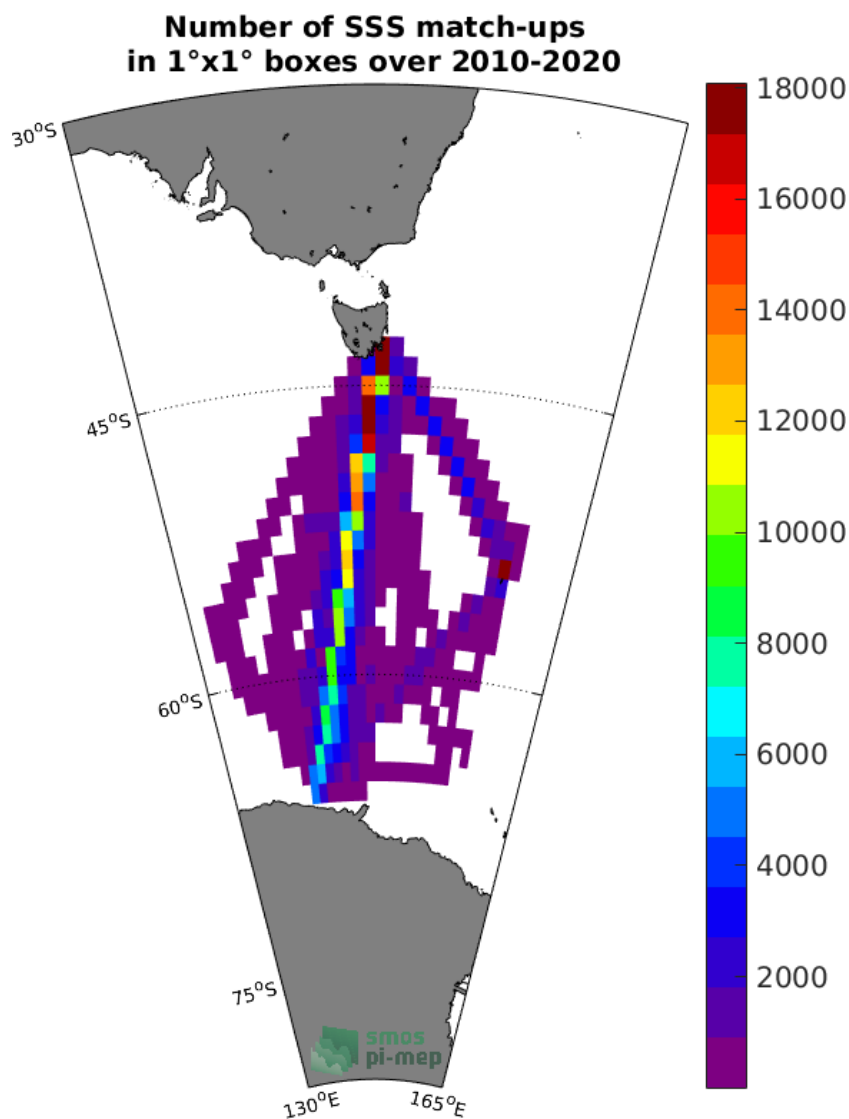 Number of SSS match-ups
in 1°x1° boxes over 2010-2020
30°S
45°S
60°S
75°S
130°E
165°E
18000
16000
14000
12000
10000
8000
6000
4000
2000
smos
pi-mep